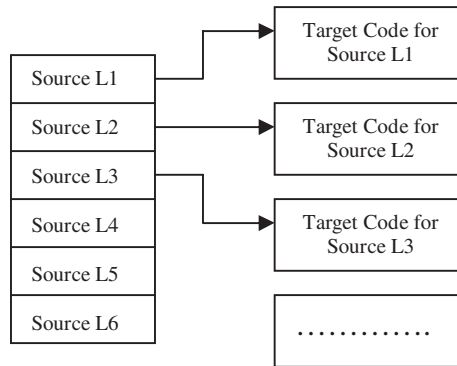 Source L1
Source L2
Source L3
Source L4
Source L5
Source L6
Target Code for
Source L1
Target Code for
Source L2
Target Code for
Source L3
.............